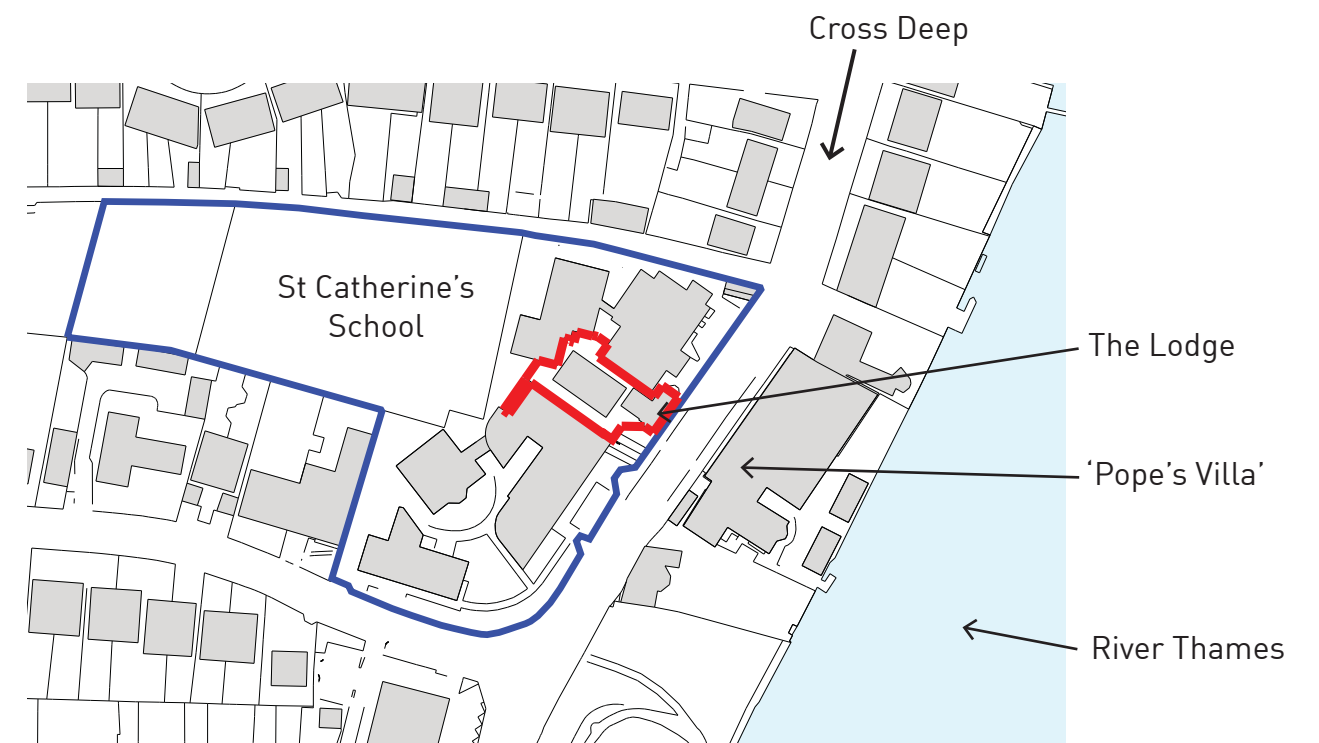 Cross Deep
St Catherine’s
School
The Lodge
‘Pope’s Villa’
River Thames